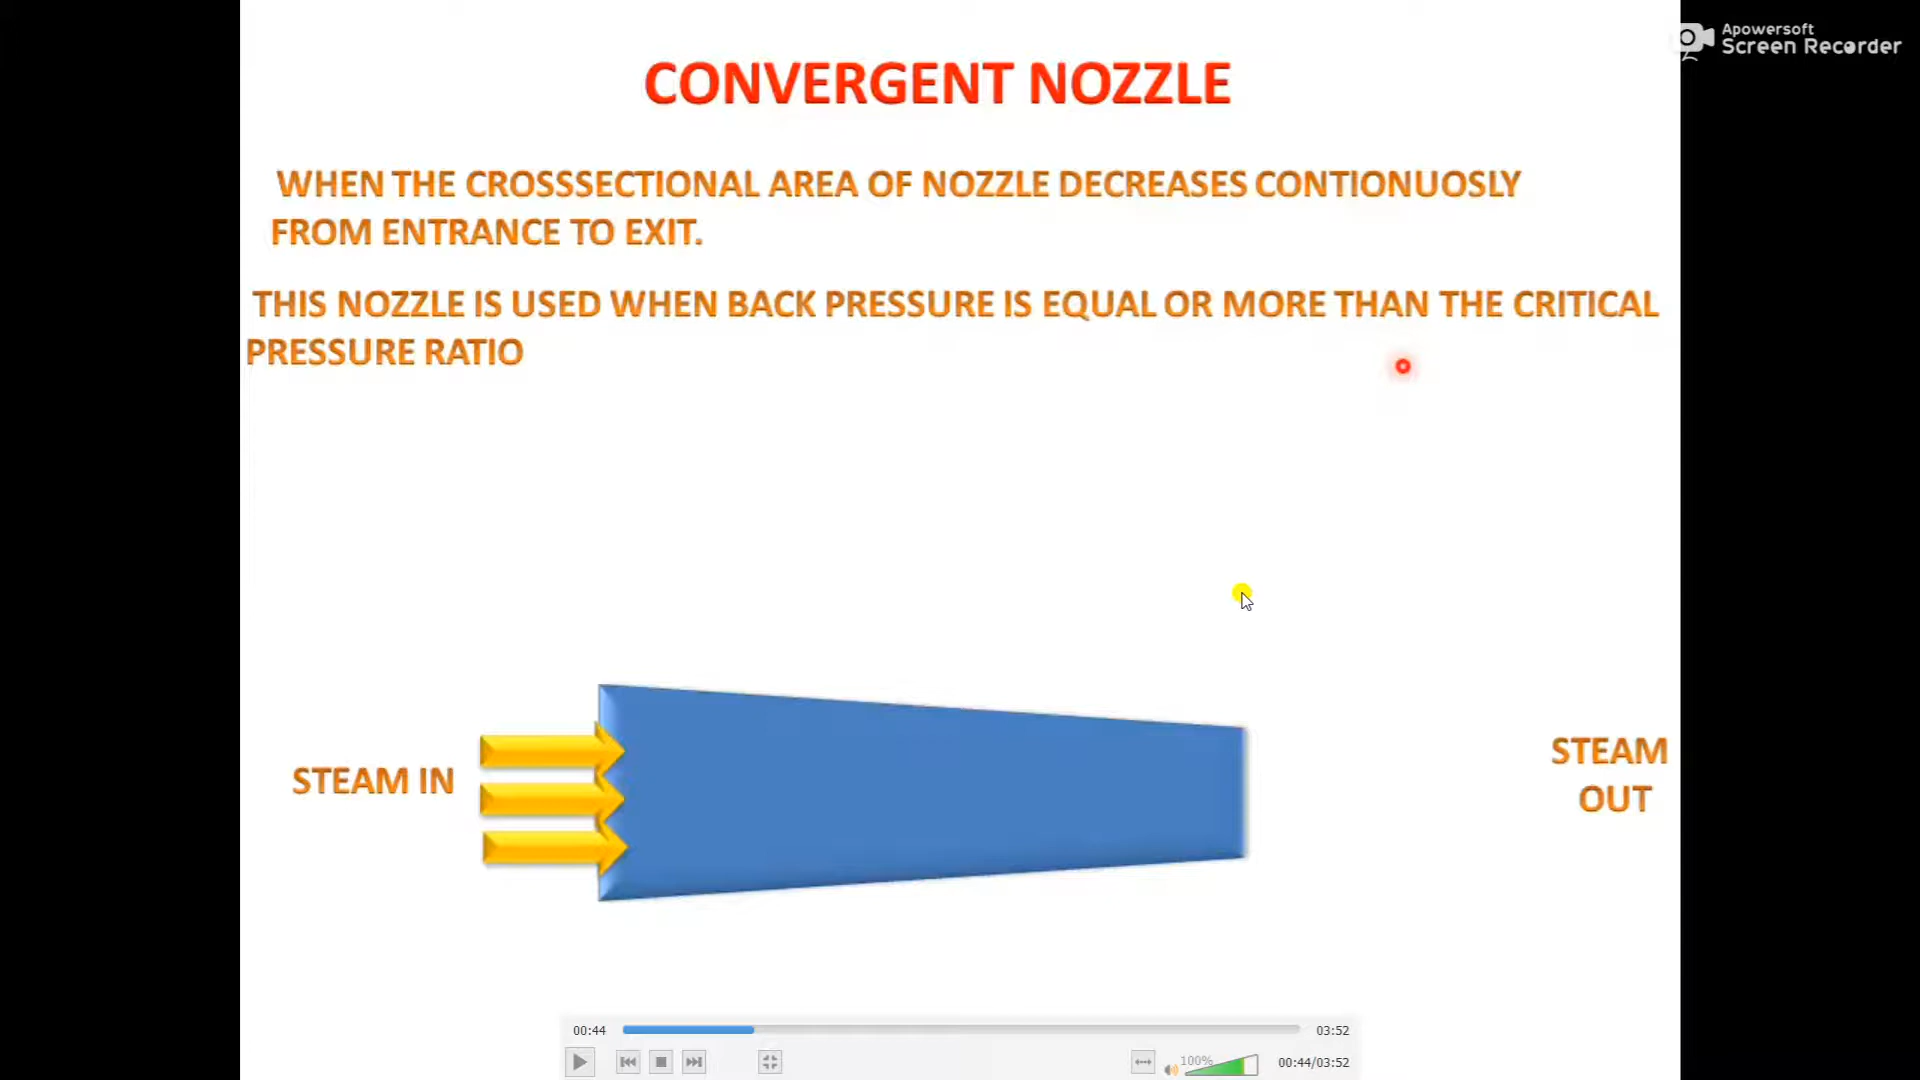 Apowersoft
Screen Recorder
CONVERGENT NOZZLE
WHEN THE CROSSSECTIONAL AREA OF NOZZLE DECREASES CONTIONUOSLY
FROM ENTRANCE TO EXIT.
THIS NOZZLE IS USED WHEN BACK PRESSURE IS EQUAL OR MORE THAN THE CRITICAL
PRESSURE RATIO
STEAM IN
STEAM
OUT
00:44
03:52
100%
00:44/03:52